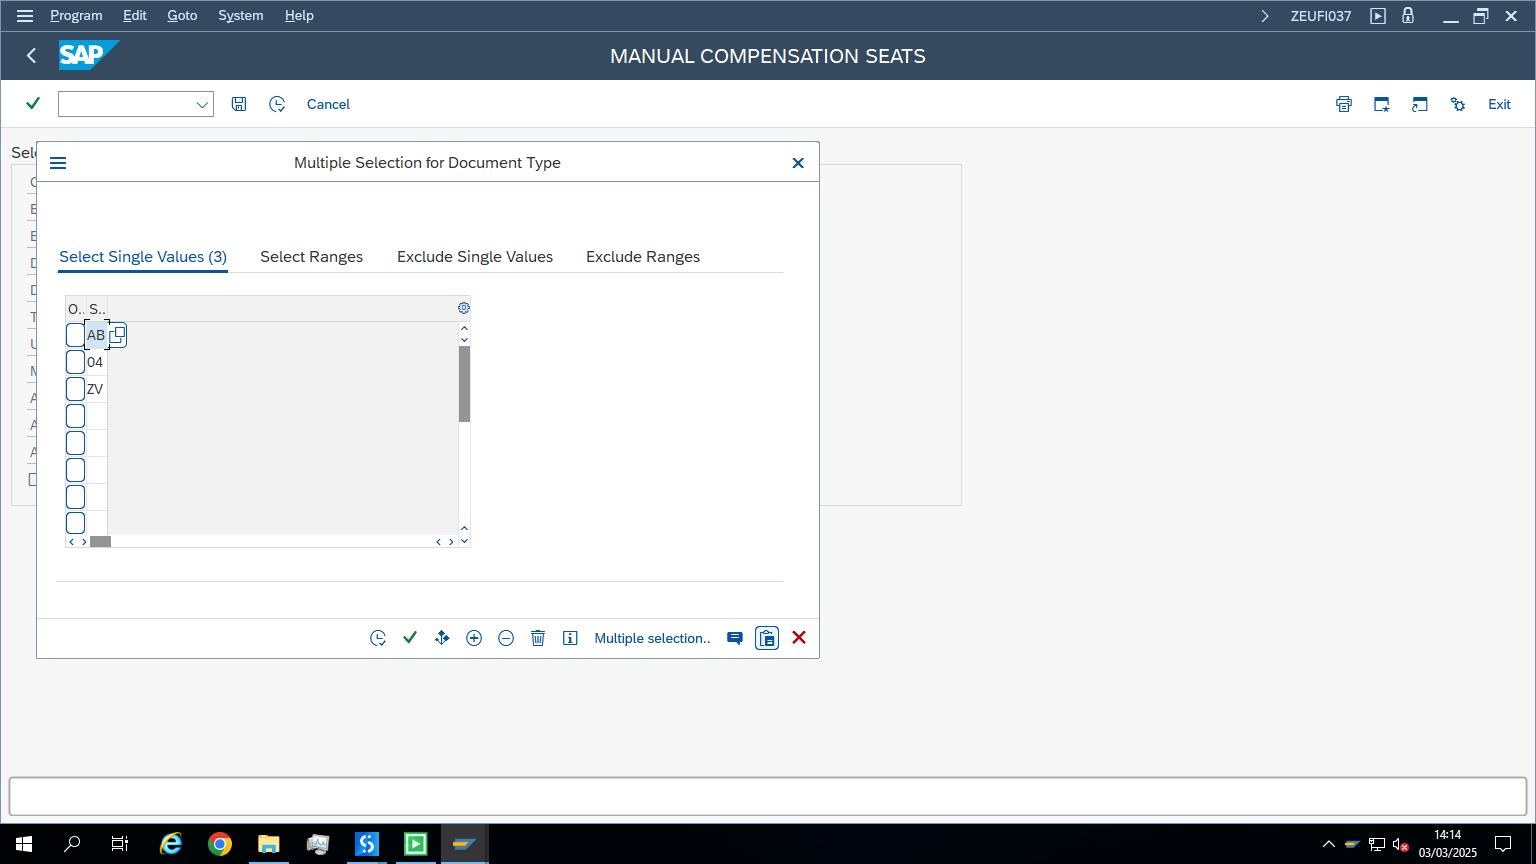 Program Edit Goto System Help ZEUFI037
SAP MANUAL COMPENSATION SEATS
Cancel Exit
Multiple Selection for Document Type
Select Single Values (3) Select Ranges Exclude Single Values Exclude Ranges
O.. S..
AB
04
ZV
Multiple selection..
14:14
03/03/2025